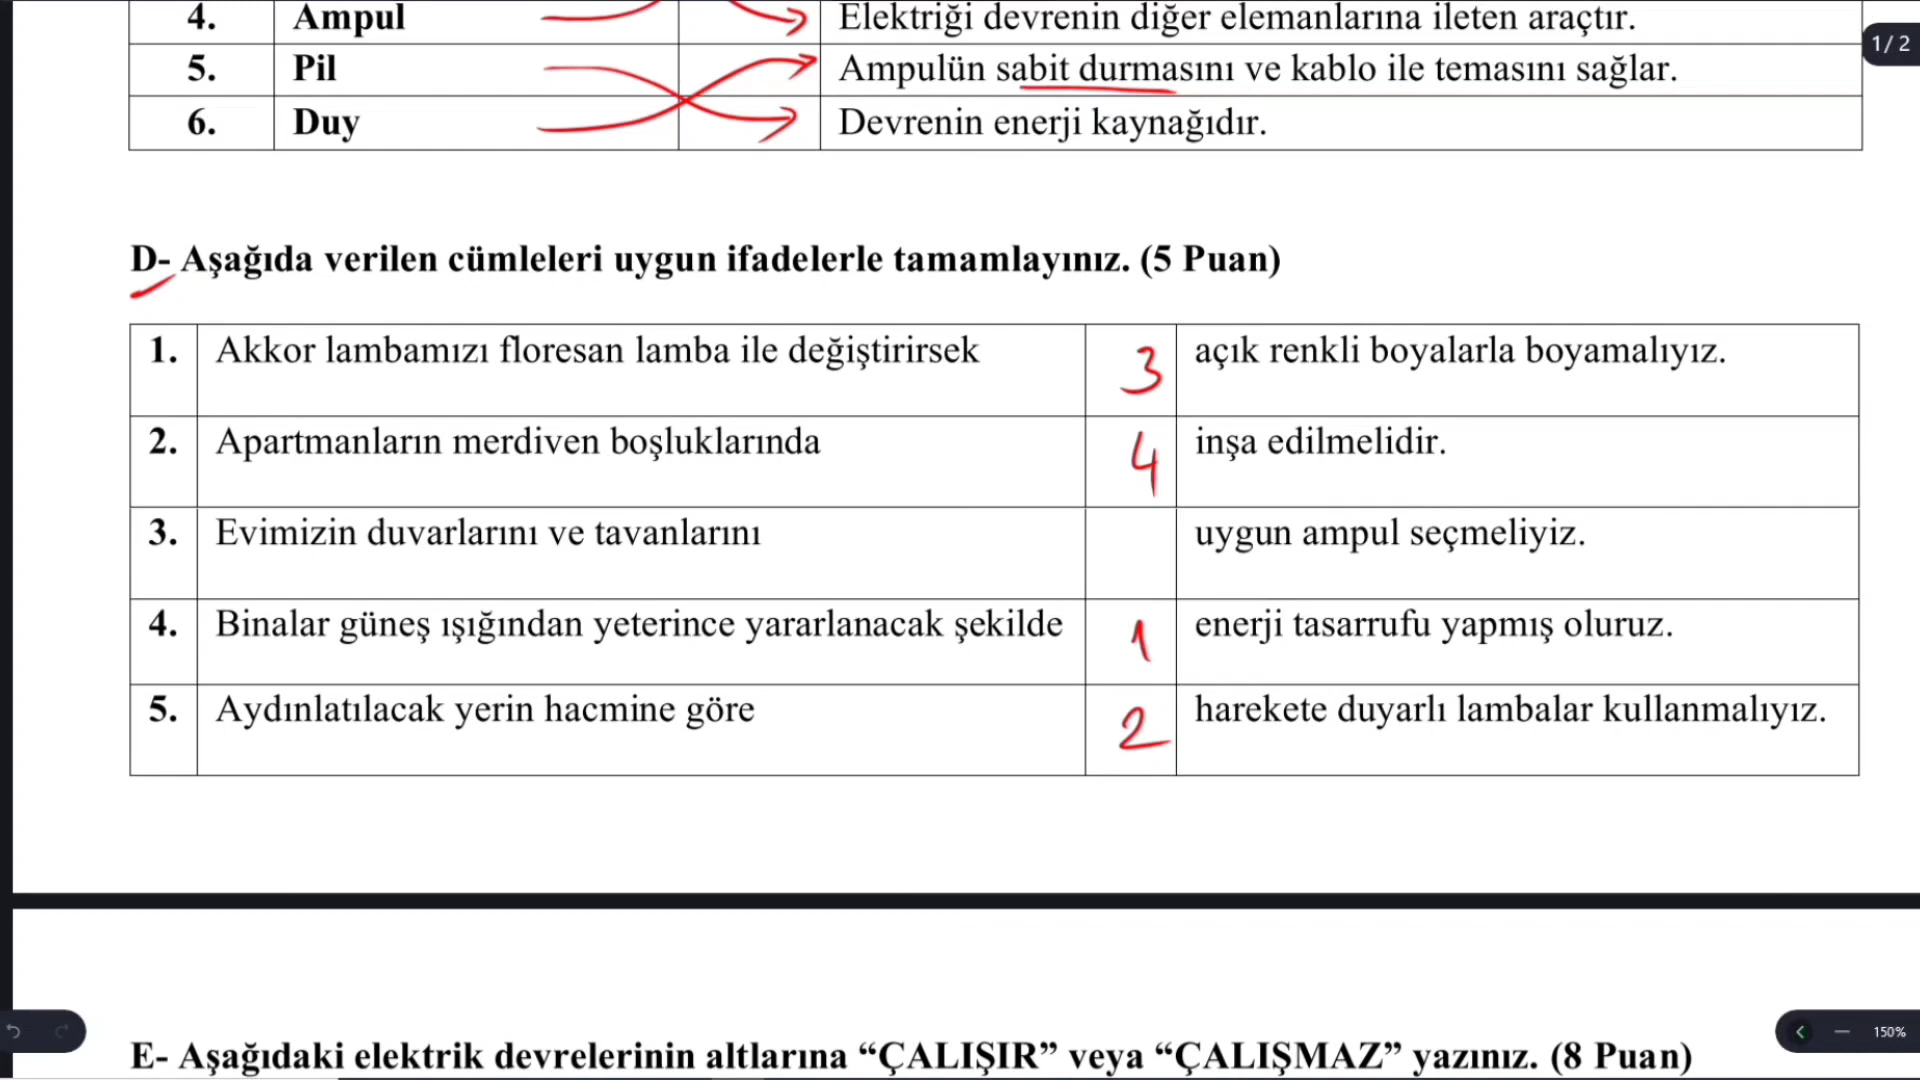 4. Ampul Elektriği devrenin diğer elemanlarına ileten araçtır.
1/2
5. Pil Ampulün sabit durmasını ve kablo ile temasını sağlar.
6. Duy Devrenin enerji kaynağıdır.
D- Aşağıda verilen cümleleri uygun ifadelerle tamamlayınız. (5 Puan)
1. Akkor lambamızı floresan lamba ile değiştirirsek 3 açık renkli boyalarla boyamalıyız.
2. Apartmanların merdiven boşluklarında 4 inşa edilmelidir.
3. Evimizin duvarlarını ve tavanlarını uygun ampul seçmeliyiz.
4. Binalar güneş ışığından yeterince yararlanacak şekilde 1 enerji tasarrufu yapmış oluruz.
5. Aydınlatılacak yerin hacmine göre 2 harekete duyarlı lambalar kullanmalıyız.
150%
E- Aşağıdaki elektrik devrelerinin altlarına “ÇALIŞIR” veya “ÇALIŞMAZ” yazınız. (8 Puan)